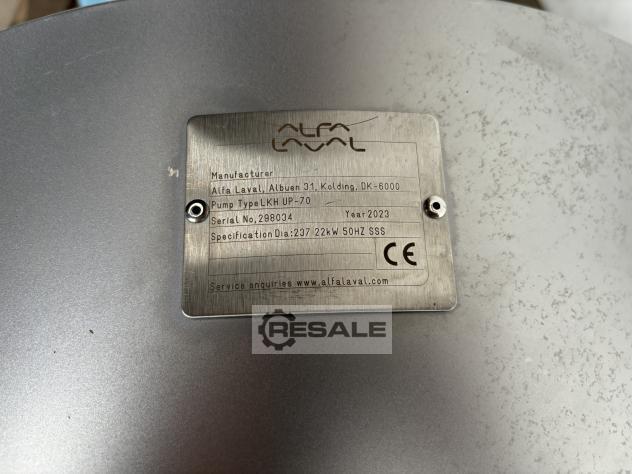 ALFA
LAVAL
Manufacturer
Alfa Laval, Albuen 31, Kolding, DK-6000
Pump Type LKH UP-70
Serial No, 298034 Year 2023
Specification Dia:237 22kW 50HZ SSS
CE
Service enquiries www.alfalaval.com
RESALE